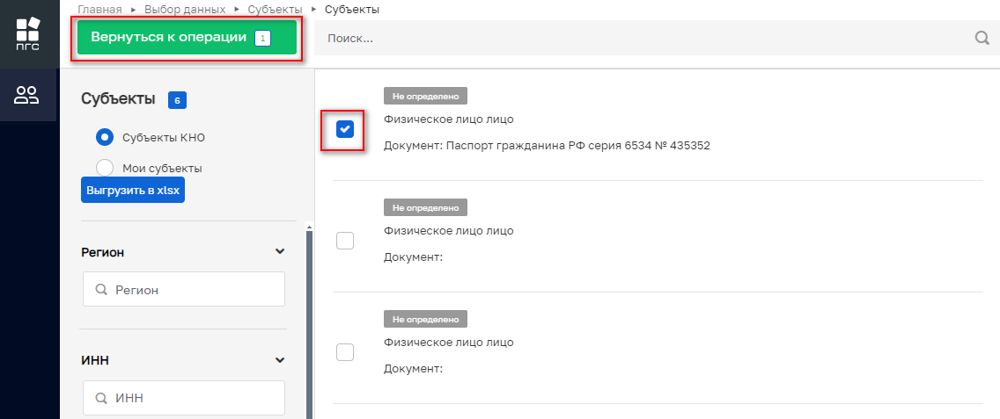 Главная ▸ Выбор данных ▸ Субъекты ▸ Субъекты
пгс
Вернуться к операции 1
Поиск...
Субъекты 6
Субъекты КНО
Мои субъекты
Выгрузить в xlsx
Регион
Регион
ИНН
ИНН
Не определено
Физическое лицо лицо
Документ: Паспорт гражданина РФ серия 6534 № 435352
Не определено
Физическое лицо лицо
Документ:
Не определено
Физическое лицо лицо
Документ: